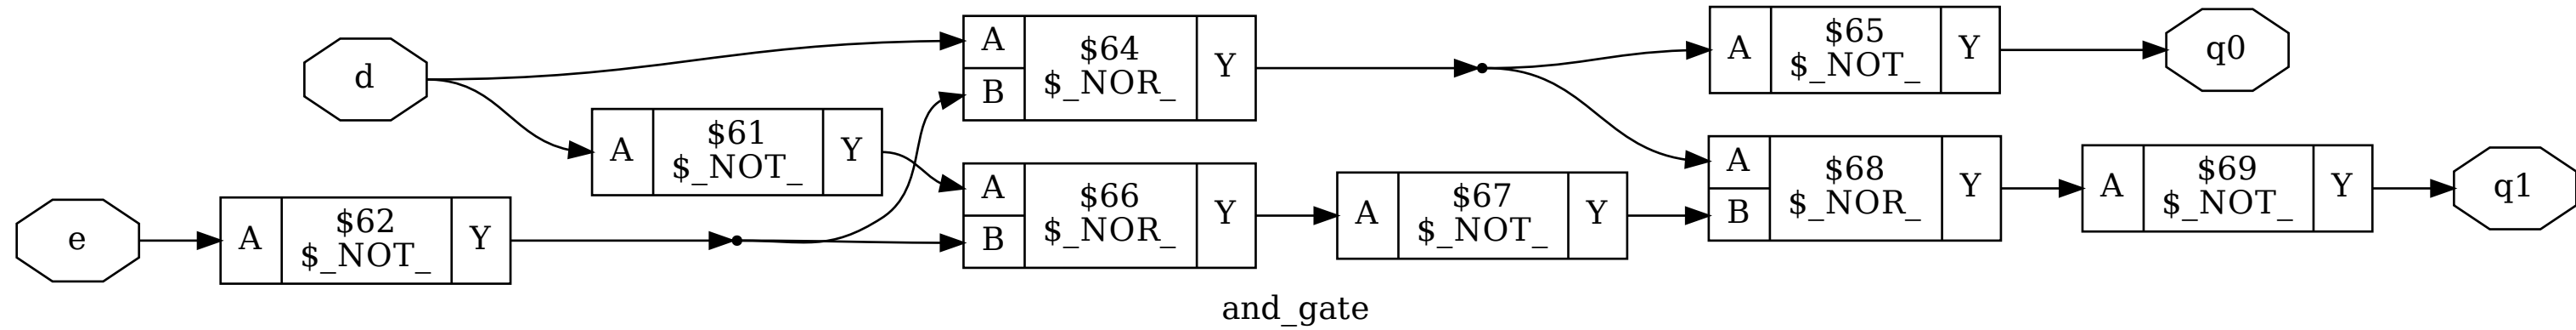 d
e
A
$62
$_NOT_
Y
A
$61
$_NOT_
Y
A
B
$64
$_NOR_
Y
A
B
$66
$_NOR_
Y
A
$67
$_NOT_
Y
A
$65
$_NOT_
Y
q0
A
B
$68
$_NOR_
Y
A
$69
$_NOT_
Y
q1
and_gate